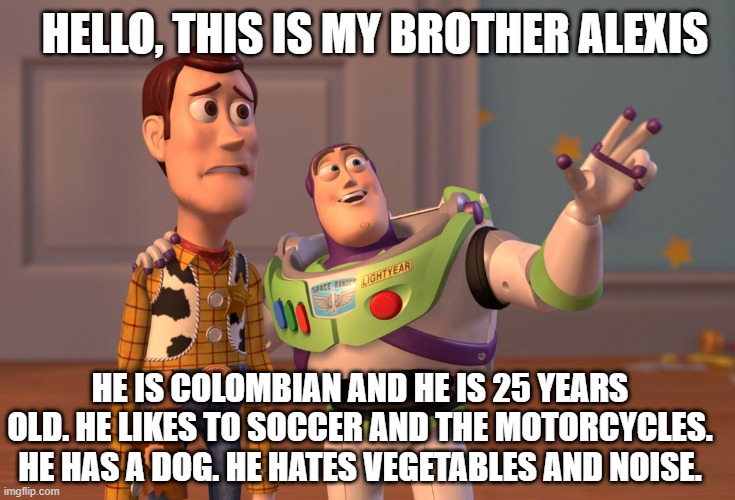 HELLO, THIS IS MY BROTHER ALEXIS
SPACE RANGER
LIGHTYEAR
HE IS COLOMBIAN AND HE IS 25 YEARS
OLD. HE LIKES TO SOCCER AND THE MOTORCYCLES.
HE HAS A DOG. HE HATES VEGETABLES AND NOISE.
imgflip.com